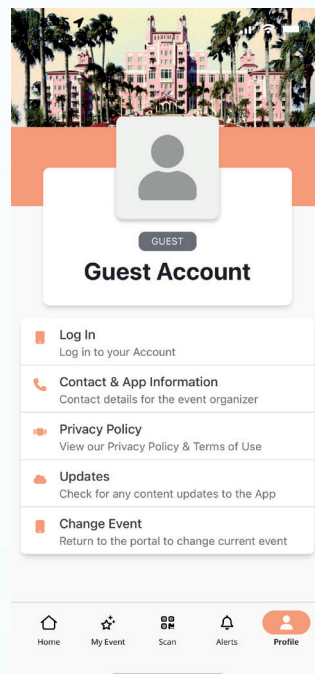 GUEST
Guest Account
Log In
Log in to your Account
Contact & App Information
Contact details for the event organizer
Privacy Policy
View our Privacy Policy & Terms of Use
Updates
Check for any content updates to the App
Change Event
Return to the portal to change current event
Home My Event Scan Alerts Profile